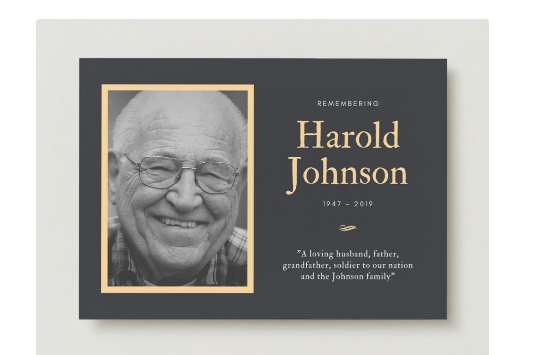 REMEMBERING
Harold
Johnson
1947 - 2019
"A loving husband, father,
grandfather, soldier to our nation
and the Johnson family"